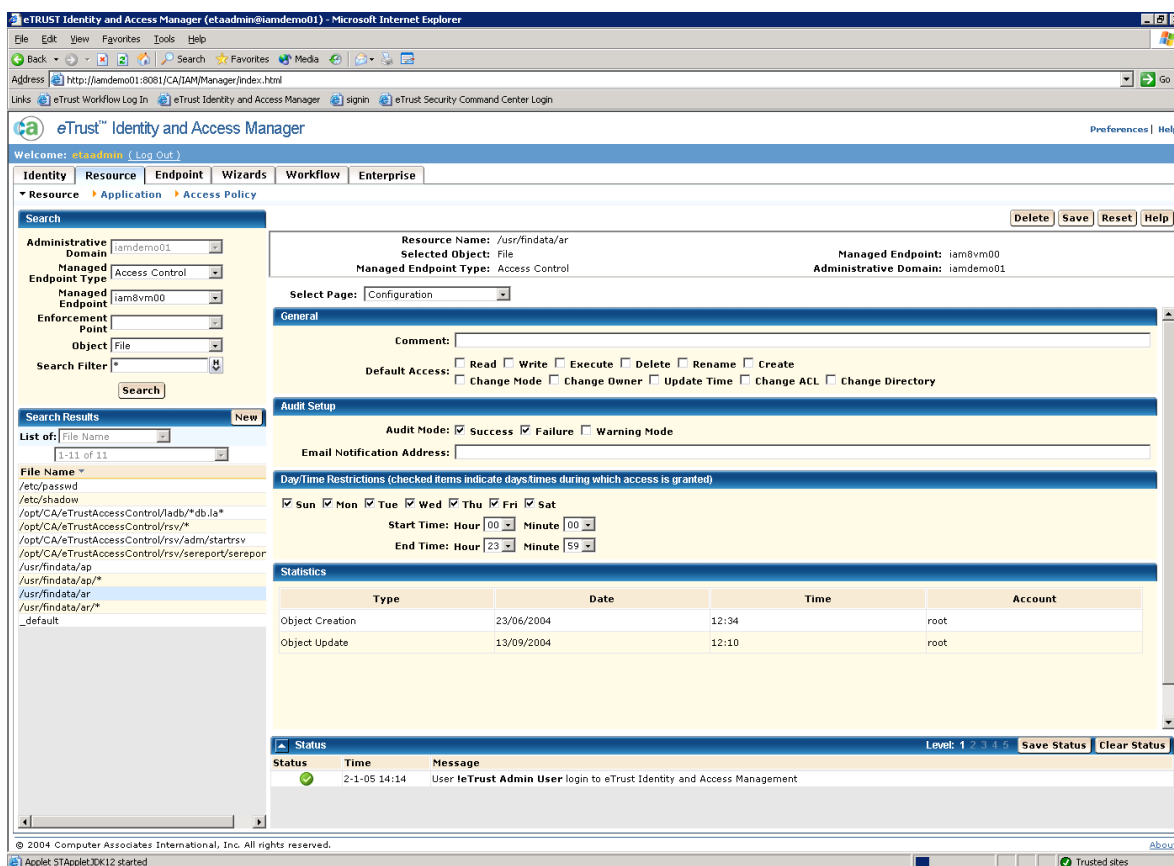 eTRUST Identity and Access Manager (etaadmin@iamdemo01) - Microsoft Internet Explorer
File Edit View Favorites Tools Help
Back Search Favorites Media
Address http://iamdemo01:8081/CA/IAM/Manager/index.html Go
Links eTrust Workflow Log In eTrust Identity and Access Manager signin eTrust Security Command Center Login
ca eTrust™ Identity and Access Manager Preferences | Help
Welcome: etaadmin (Log Out)
Identity Resource Endpoint Wizards Workflow Enterprise
Resource Application Access Policy
Search
Administrative Domain iamdemo01
Managed Endpoint Type Access Control
Managed Endpoint iam8vm00
Enforcement Point
Object File
Search Filter *
Search
Search Results New
List of: File Name
1-11 of 11
File Name
/etc/passwd
/etc/shadow
/opt/CA/eTrustAccessControl/ladb/*db.la*
/opt/CA/eTrustAccessControl/rsv/*
/opt/CA/eTrustAccessControl/rsv/adm/startrsv
/opt/CA/eTrustAccessControl/rsv/sereport/serepor
/usr/findata/ap
/usr/findata/ap/*
/usr/findata/ar
/usr/findata/ar/*
_default
Delete Save Reset Help
Resource Name: /usr/findata/ar
Selected Object: File Managed Endpoint: iam8vm00
Managed Endpoint Type: Access Control Administrative Domain: iamdemo01
Select Page: Configuration
General
Comment:
Default Access: Read Write Execute Delete Rename Create
Change Mode Change Owner Update Time Change ACL Change Directory
Audit Setup
Audit Mode: Success Failure Warning Mode
Email Notification Address:
Day/Time Restrictions (checked items indicate days/times during which access is granted)
Sun Mon Tue Wed Thu Fri Sat
Start Time: Hour 00 Minute 00
End Time: Hour 23 Minute 59
Statistics
Type Date Time Account
Object Creation 23/06/2004 12:34 root
Object Update 13/09/2004 12:10 root
Status Level: 1 2 3 4 5 Save Status Clear Status
Status Time Message
2-1-05 14:14 User !eTrust Admin User login to eTrust Identity and Access Management
© 2004 Computer Associates International, Inc. All rights reserved. About
Applet STAppletJDK12 started Trusted sites